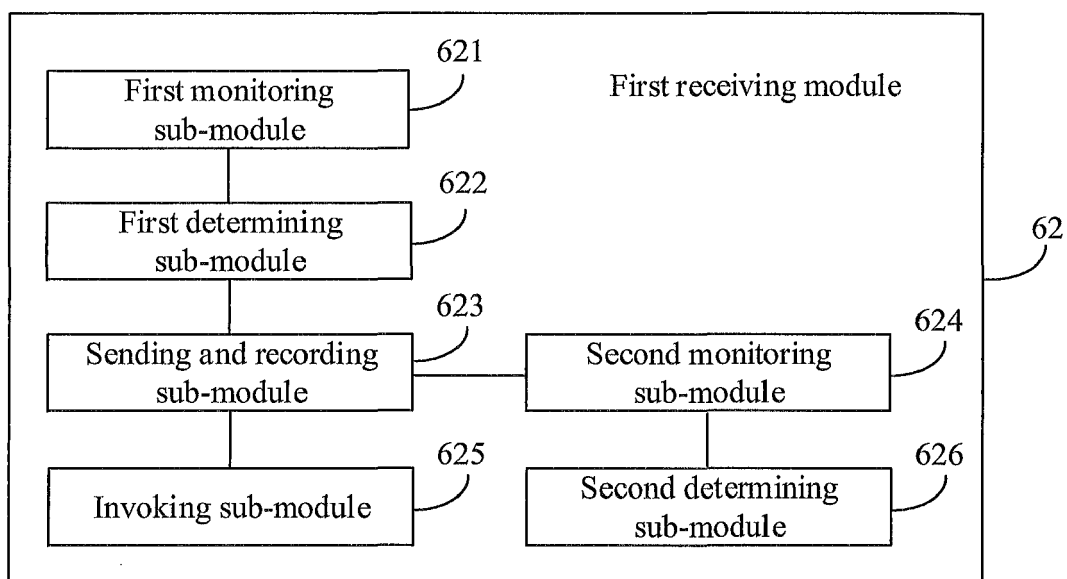 621
First monitoring
sub-module
First receiving module
622
First determining
sub-module
62
623
Sending and recording
sub-module
624
Second monitoring
sub-module
625
Invoking sub-module
626
Second determining
sub-module